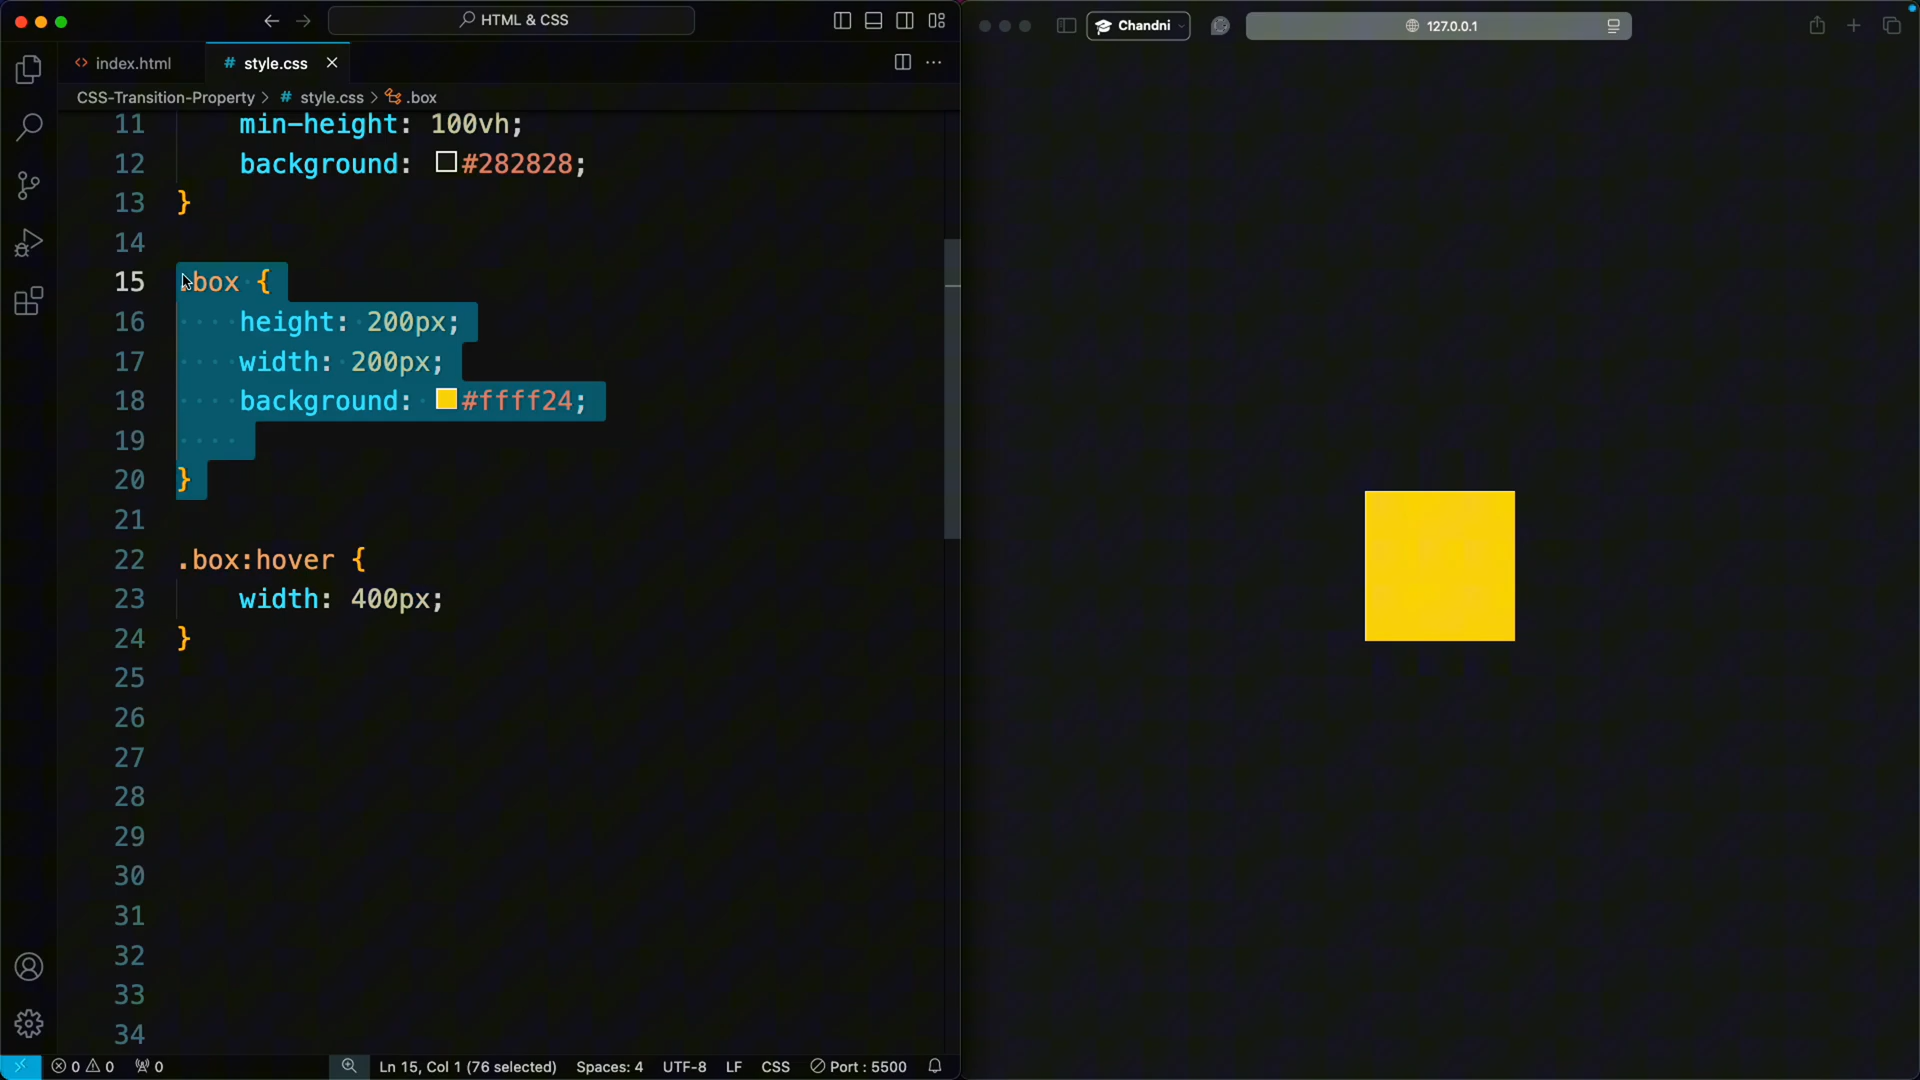 HTML & CSS
Chandni
127.0.0.1
index.html
# style.css
CSS-Transition-Property > # style.css > .box
11 min-height: 100vh;
12 background: #282828;
13 }
14
15 .box {
16 height: 200px;
17 width: 200px;
18 background: #ffff24;
19
20 }
21
22 .box:hover {
23 width: 400px;
24 }
25
26
27
28
29
30
31
32
33
34
0 0 0 Ln 15, Col 1 (76 selected) Spaces: 4 UTF-8 LF CSS Port : 5500